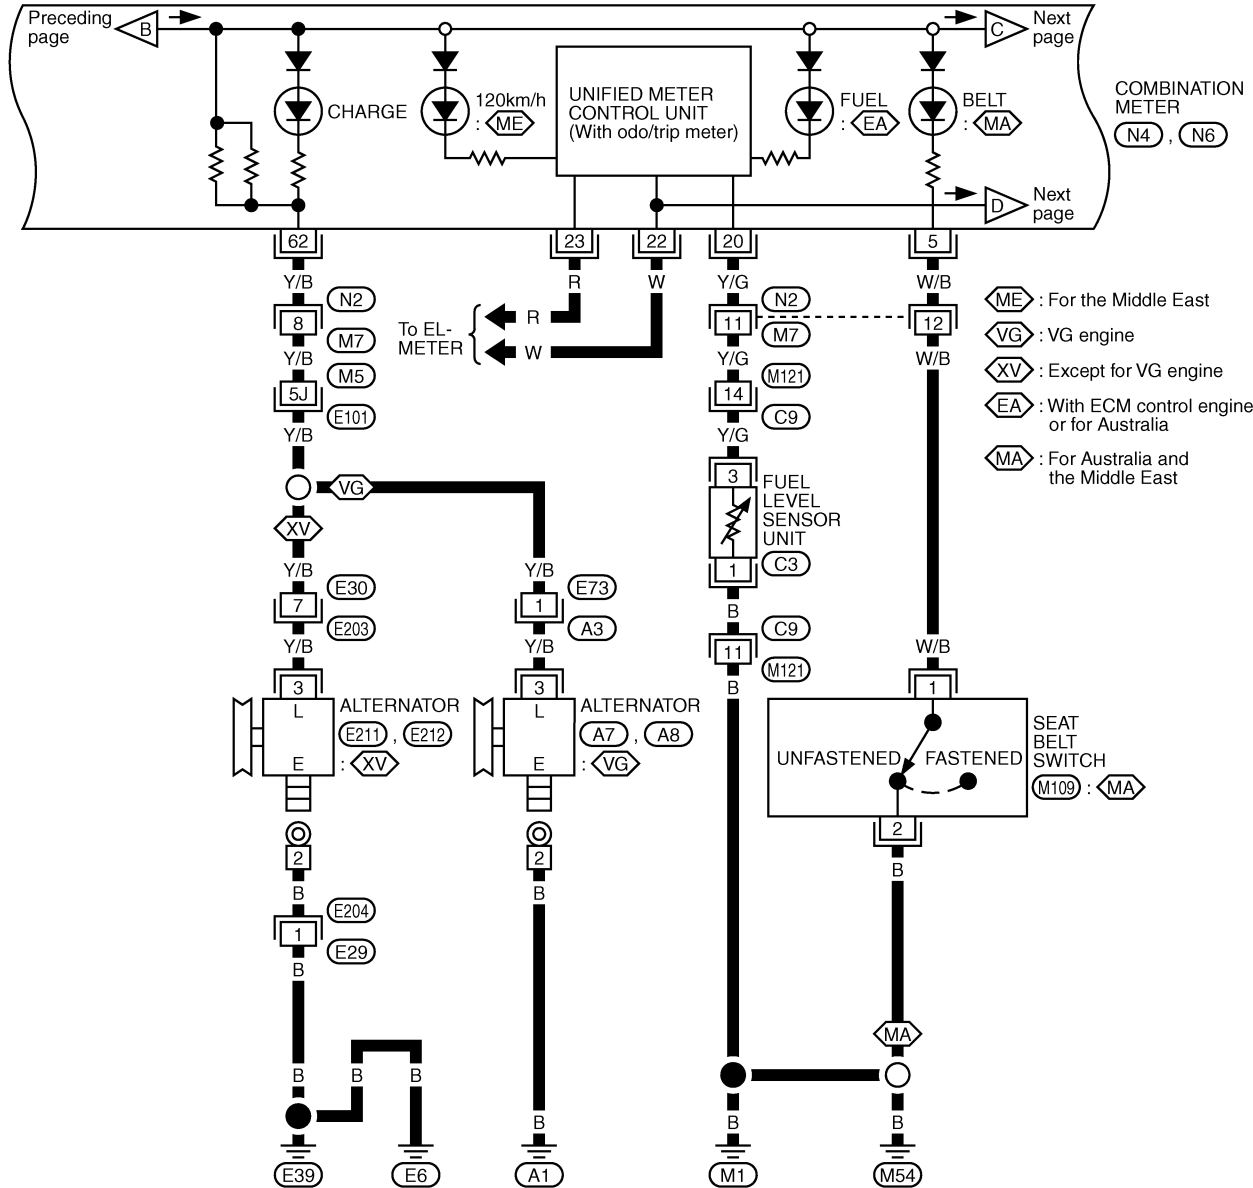 Preceding
page
B
C
Next
page
CHARGE
120km/h
: ME
UNIFIED METER
CONTROL UNIT
(With odo/trip meter)
FUEL
: EA
BELT
: MA
COMBINATION
METER
N4 , N6
D
Next
page
62
23
22
20
5
Y/B
R
W
Y/G
W/B
N2
N2
8
R
11
12
M7
M7
To EL-
METER
W
Y/B
Y/G
W/B
M5
M121
5J
14
E101
C9
Y/B
Y/G
ME : For the Middle East
VG : VG engine
XV : Except for VG engine
EA : With ECM control engine
or for Australia
MA : For Australia and
the Middle East
VG
XV
3
FUEL
LEVEL
SENSOR
UNIT
1
C3
Y/B
Y/B
E30
E73
7
1
E203
A3
Y/B
Y/B
B
C9
11
M121
B
W/B
3
L
E
ALTERNATOR
E211 , E212
: XV
3
L
E
ALTERNATOR
A7 , A8
: VG
1
UNFASTENED
FASTENED
SEAT
BELT
SWITCH
M109 : MA
2
2
2
B
B
B
E204
1
E29
B
MA
B
B
B
B
B
B
E39
E6
A1
M1
M54